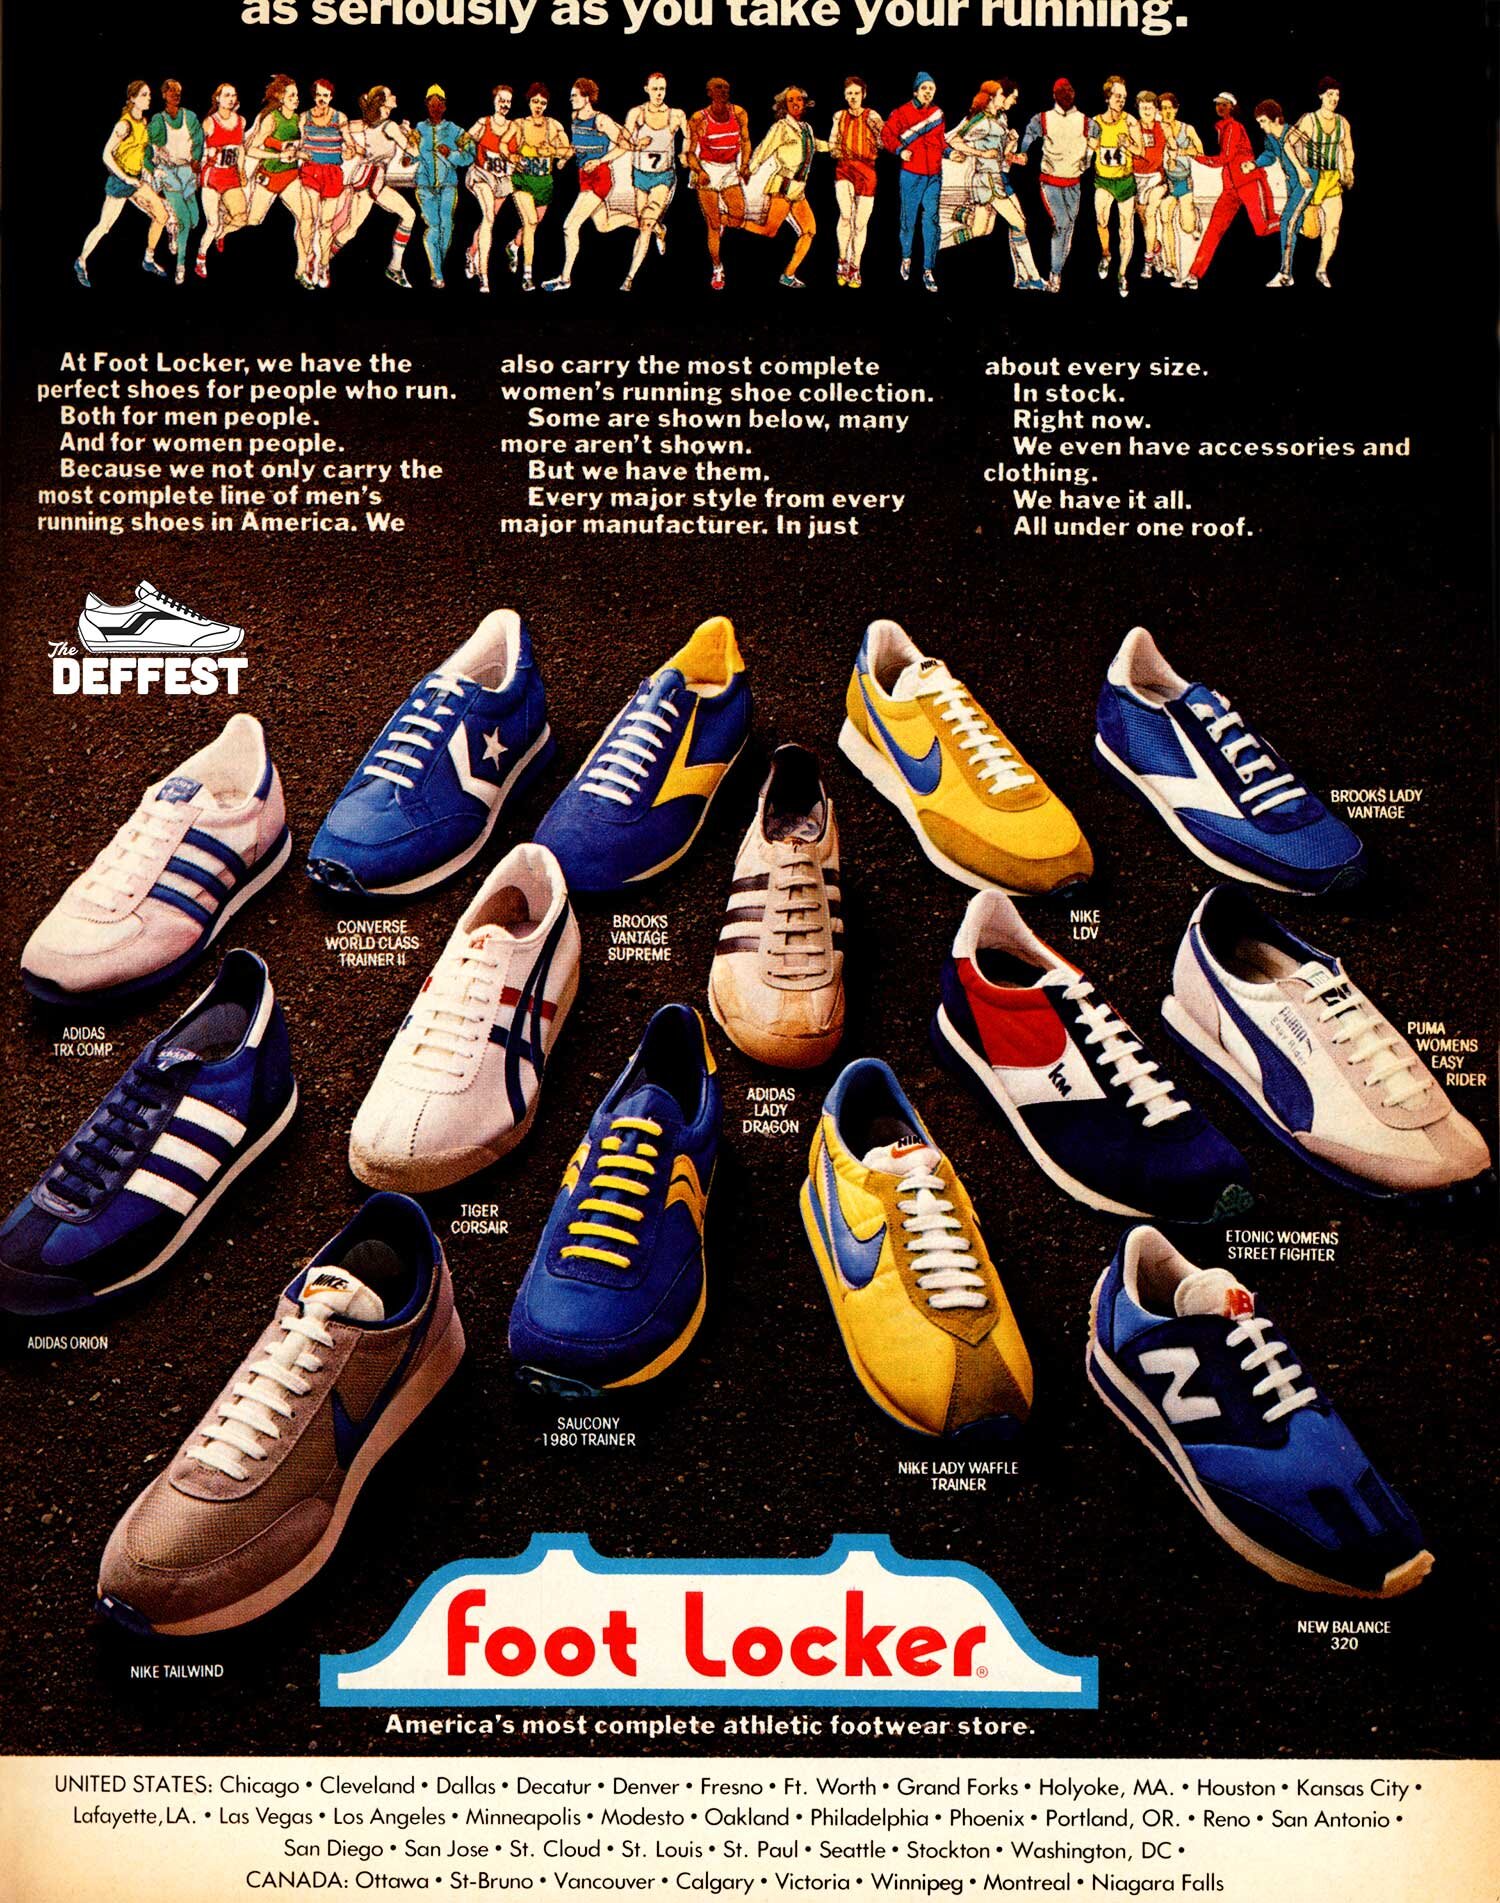 as seriously as you take your running.
At Foot Locker, we have the
perfect shoes for people who run.
Both for men people.
And for women people.
Because we not only carry the
most complete line of men's
running shoes in America. We
also carry the most complete
women's running shoe collection.
Some are shown below, many
more aren't shown.
But we have them.
Every major style from every
major manufacturer. In just
about every size.
In stock.
Right now.
We even have accessories and
clothing.
We have it all.
All under one roof.
The
DEFFEST
BROOKS LADY
VANTAGE
CONVERSE
WORLD CLASS
TRAINER II
BROOKS
VANTAGE
SUPREME
NIKE
LDV
ADIDAS
TRX COMP
ADIDAS
LADY
DRAGON
PUMA
WOMENS
EASY
RIDER
TIGER
CORSAIR
ETONIC WOMENS
STREET FIGHTER
ADIDAS ORION
SAUCONY
1980 TRAINER
NIKE LADY WAFFLE
TRAINER
NEW BALANCE
320
NIKE TAILWIND
7
44
NIKE
KM
PUMA
NIKE
NB
N
Foot Locker®
America's most complete athletic footwear store.
UNITED STATES: Chicago • Cleveland • Dallas • Decatur • Denver • Fresno • Ft. Worth • Grand Forks • Holyoke, MA. • Houston • Kansas City •
Lafayette, LA. • Las Vegas • Los Angeles • Minneapolis • Modesto • Oakland • Philadelphia • Phoenix • Portland, OR. • Reno • San Antonio •
San Diego • San Jose • St. Cloud • St. Louis • St. Paul • Seattle • Stockton • Washington, DC •
CANADA: Ottawa • St-Bruno • Vancouver • Calgary • Victoria • Winnipeg • Montreal • Niagara Falls